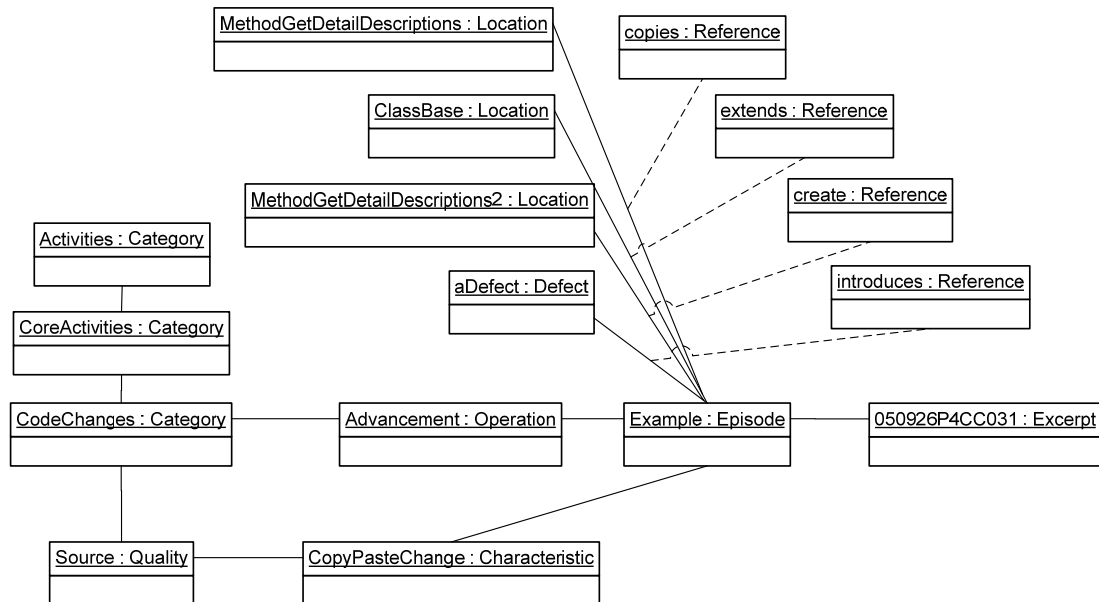 MethodGetDetailDescriptions : Location
copies : Reference
ClassBase : Location
extends : Reference
MethodGetDetailDescriptions2 : Location
create : Reference
Activities : Category
aDefect : Defect
introduces : Reference
CoreActivities : Category
CodeChanges : Category
Advancement : Operation
Example : Episode
050926P4CC031 : Excerpt
Source : Quality
CopyPasteChange : Characteristic